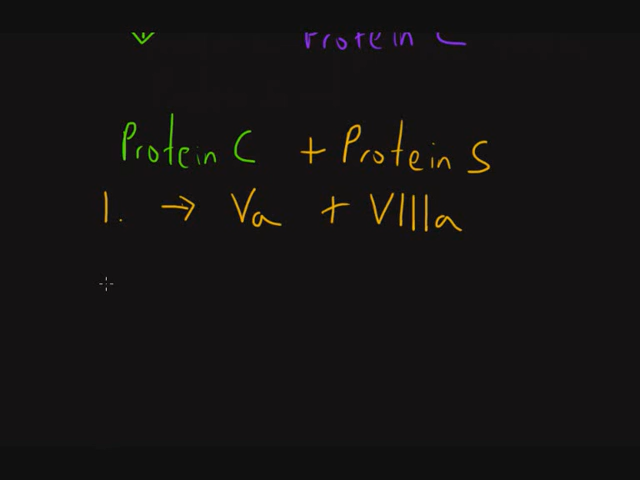 Protein C
Protein C + Protein S
1. → Va + VIIIa